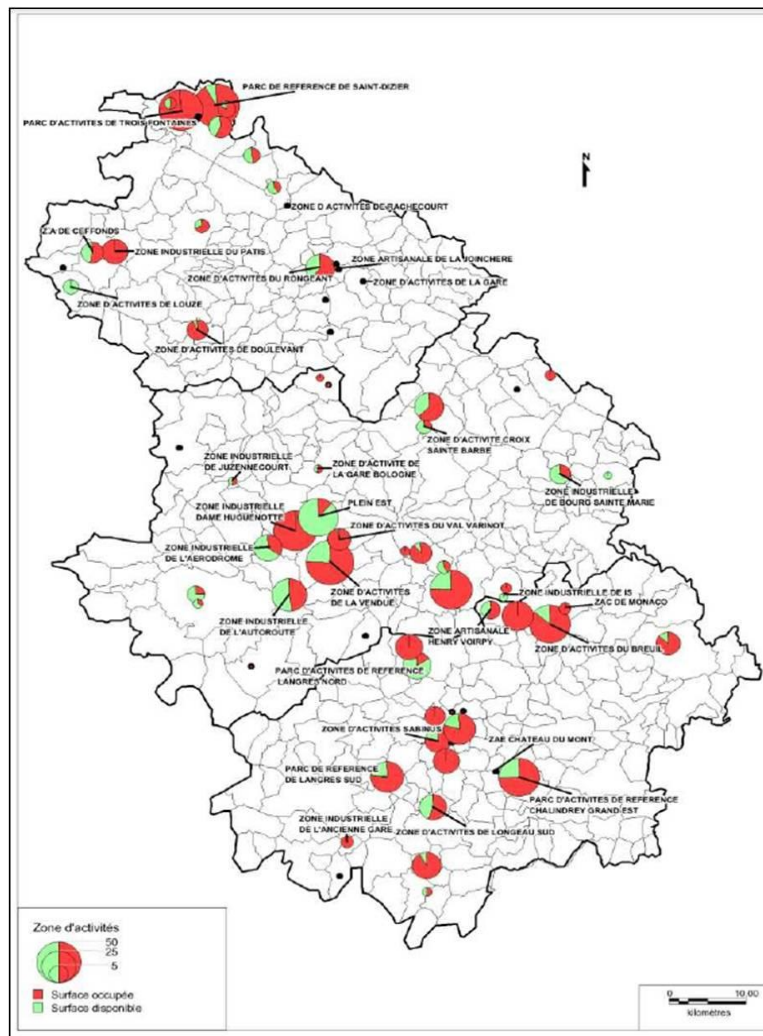 PARC DE REFERENCE DE SAINT-DIZIER
PARC D'ACTIVITES DE TROIS FONTAINES
N
ZONE D ACTIVITES DE RACHECOURT
Z.A DE CEFFONDS
ZONE INDUSTRIELLE DU PATIS
ZONE ARTISANALE DE LA JOINCHERE
ZONE D'ACTIVITES DU RONGEANT
ZONE D'ACTIVITES DE LA GARE
ZONE D'ACTIVITES DE LOUZE
ZONE D'ACTIVITES DE DOULEVANT
ZONE D'ACTIVITE CROIX
SAINTE BARBE
ZONE INDUSTRIELLE
DE JUZENNECOURT
ZONE D'ACTIVITE DE
LA GARE BOLOGNE
ZONE INDUSTRIELLE
DE BOURG SAINTE MARIE
ZONE INDUSTRIELLE
DAME HUGUENOTTE
PLEIN EST
ZONE D'ACTIVITES DU VAL VARINOT
ZONE INDUSTRIELLE
DE L'AERODROME
ZONE D'ACTIVITES
DE LA VENDUE
ZONE INDUSTRIELLE DE IS
ZAC DE MONACO
ZONE INDUSTRIELLE
DE L'AUTOROUTE
ZONE ARTISANALE
HENRY VOIRPY
ZONE D'ACTIVITES DU BREUIL
PARC D'ACTIVITES DE REFERENCE
LANGRES NORD
ZONE D'ACTIVITES SABINUS
ZAE CHATEAU DU MONT
PARC DE REFERENCE
DE LANGRES SUD
PARC D'ACTIVITES DE REFERENCE
CHALINDREY GRAND EST
ZONE INDUSTRIELLE
DE L'ANCIENNE GARE
ZONE D'ACTIVITES DE LONGEAU SUD
Zone d'activités
50
25
5
Surface occupée
Surface disponible
0 10,00
kilomètres